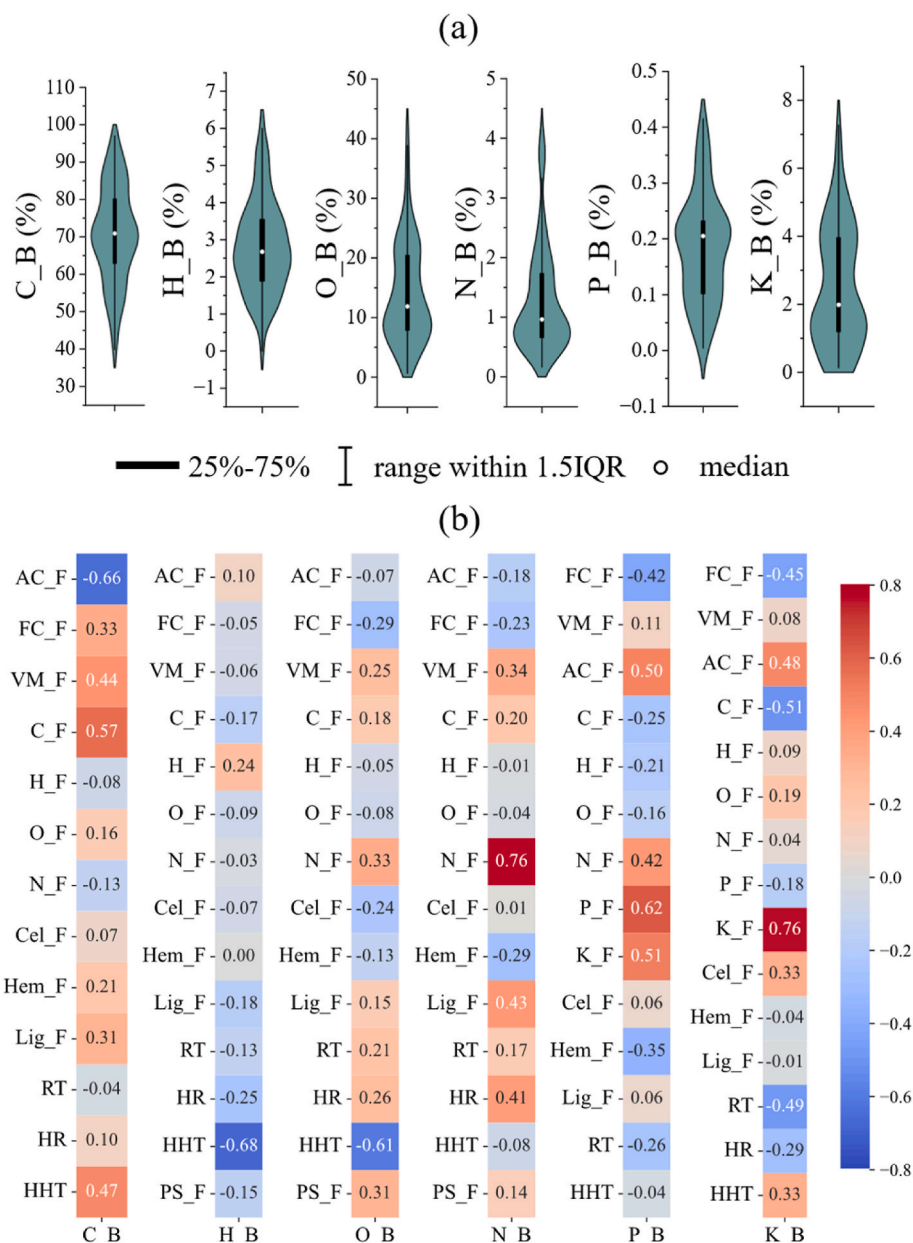 (a)
C_B (%)
110
100
90
80
70
60
50
40
30
H_B (%)
7
6
5
4
3
2
1
0
−1
O_B (%)
50
40
30
20
10
0
N_B (%)
5
4
3
2
1
0
P_B (%)
0.5
0.4
0.3
0.2
0.1
0.0
−0.1
K_B (%)
8
6
4
2
0
25%-75%
range within 1.5IQR
median
(b)
AC_F -0.66
FC_F 0.33
VM_F 0.44
C_F 0.57
H_F -0.08
O_F 0.16
N_F -0.13
Cel_F 0.07
Hem_F 0.21
Lig_F 0.31
RT -0.04
HR 0.10
HHT 0.47
C B
AC_F 0.10
FC_F -0.05
VM_F -0.06
C_F -0.17
H_F 0.24
O_F -0.09
N_F -0.03
Cel_F -0.07
Hem_F 0.00
Lig_F -0.18
RT -0.13
HR -0.25
HHT -0.68
PS_F -0.15
H B
AC_F -0.07
FC_F -0.29
VM_F 0.25
C_F 0.18
H_F -0.05
O_F -0.08
N_F 0.33
Cel_F -0.24
Hem_F -0.13
Lig_F 0.15
RT 0.21
HR 0.26
HHT -0.61
PS_F 0.31
O B
AC_F -0.18
FC_F -0.23
VM_F 0.34
C_F 0.20
H_F -0.01
O_F -0.04
N_F 0.76
Cel_F 0.01
Hem_F -0.29
Lig_F 0.43
RT 0.17
HR 0.41
HHT -0.08
PS_F 0.14
N B
FC_F -0.42
VM_F 0.11
AC_F 0.50
C_F -0.25
H_F -0.21
O_F -0.16
N_F 0.42
P_F 0.62
K_F 0.51
Cel_F 0.06
Hem_F -0.35
Lig_F 0.06
RT -0.26
HHT -0.04
P B
FC_F -0.45
VM_F 0.08
AC_F 0.48
C_F -0.51
H_F 0.09
O_F 0.19
N_F 0.04
P_F -0.18
K_F 0.76
Cel_F 0.33
Hem_F -0.04
Lig_F -0.01
RT -0.49
HR -0.29
HHT 0.33
K B
0.8
0.6
0.4
0.2
0.0
−0.2
−0.4
−0.6
−0.8